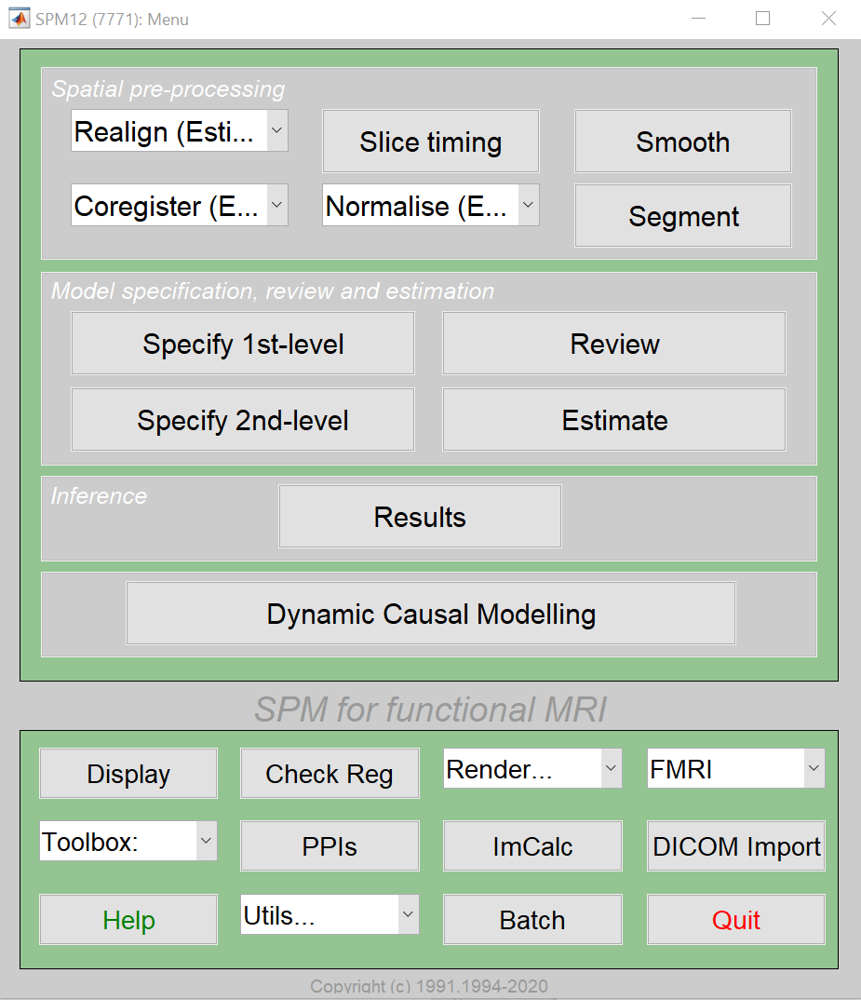 SPM12 (7771): Menu
Spatial pre-processing
Realign (Esti...
Slice timing
Smooth
Coregister (E...
Normalise (E...
Segment
Model specification, review and estimation
Specify 1st-level
Review
Specify 2nd-level
Estimate
Inference
Results
Dynamic Causal Modelling
SPM for functional MRI
Display
Check Reg
Render...
FMRI
Toolbox:
PPIs
ImCalc
DICOM Import
Help
Utils...
Batch
Quit
Copyright (c) 1991,1994-2020